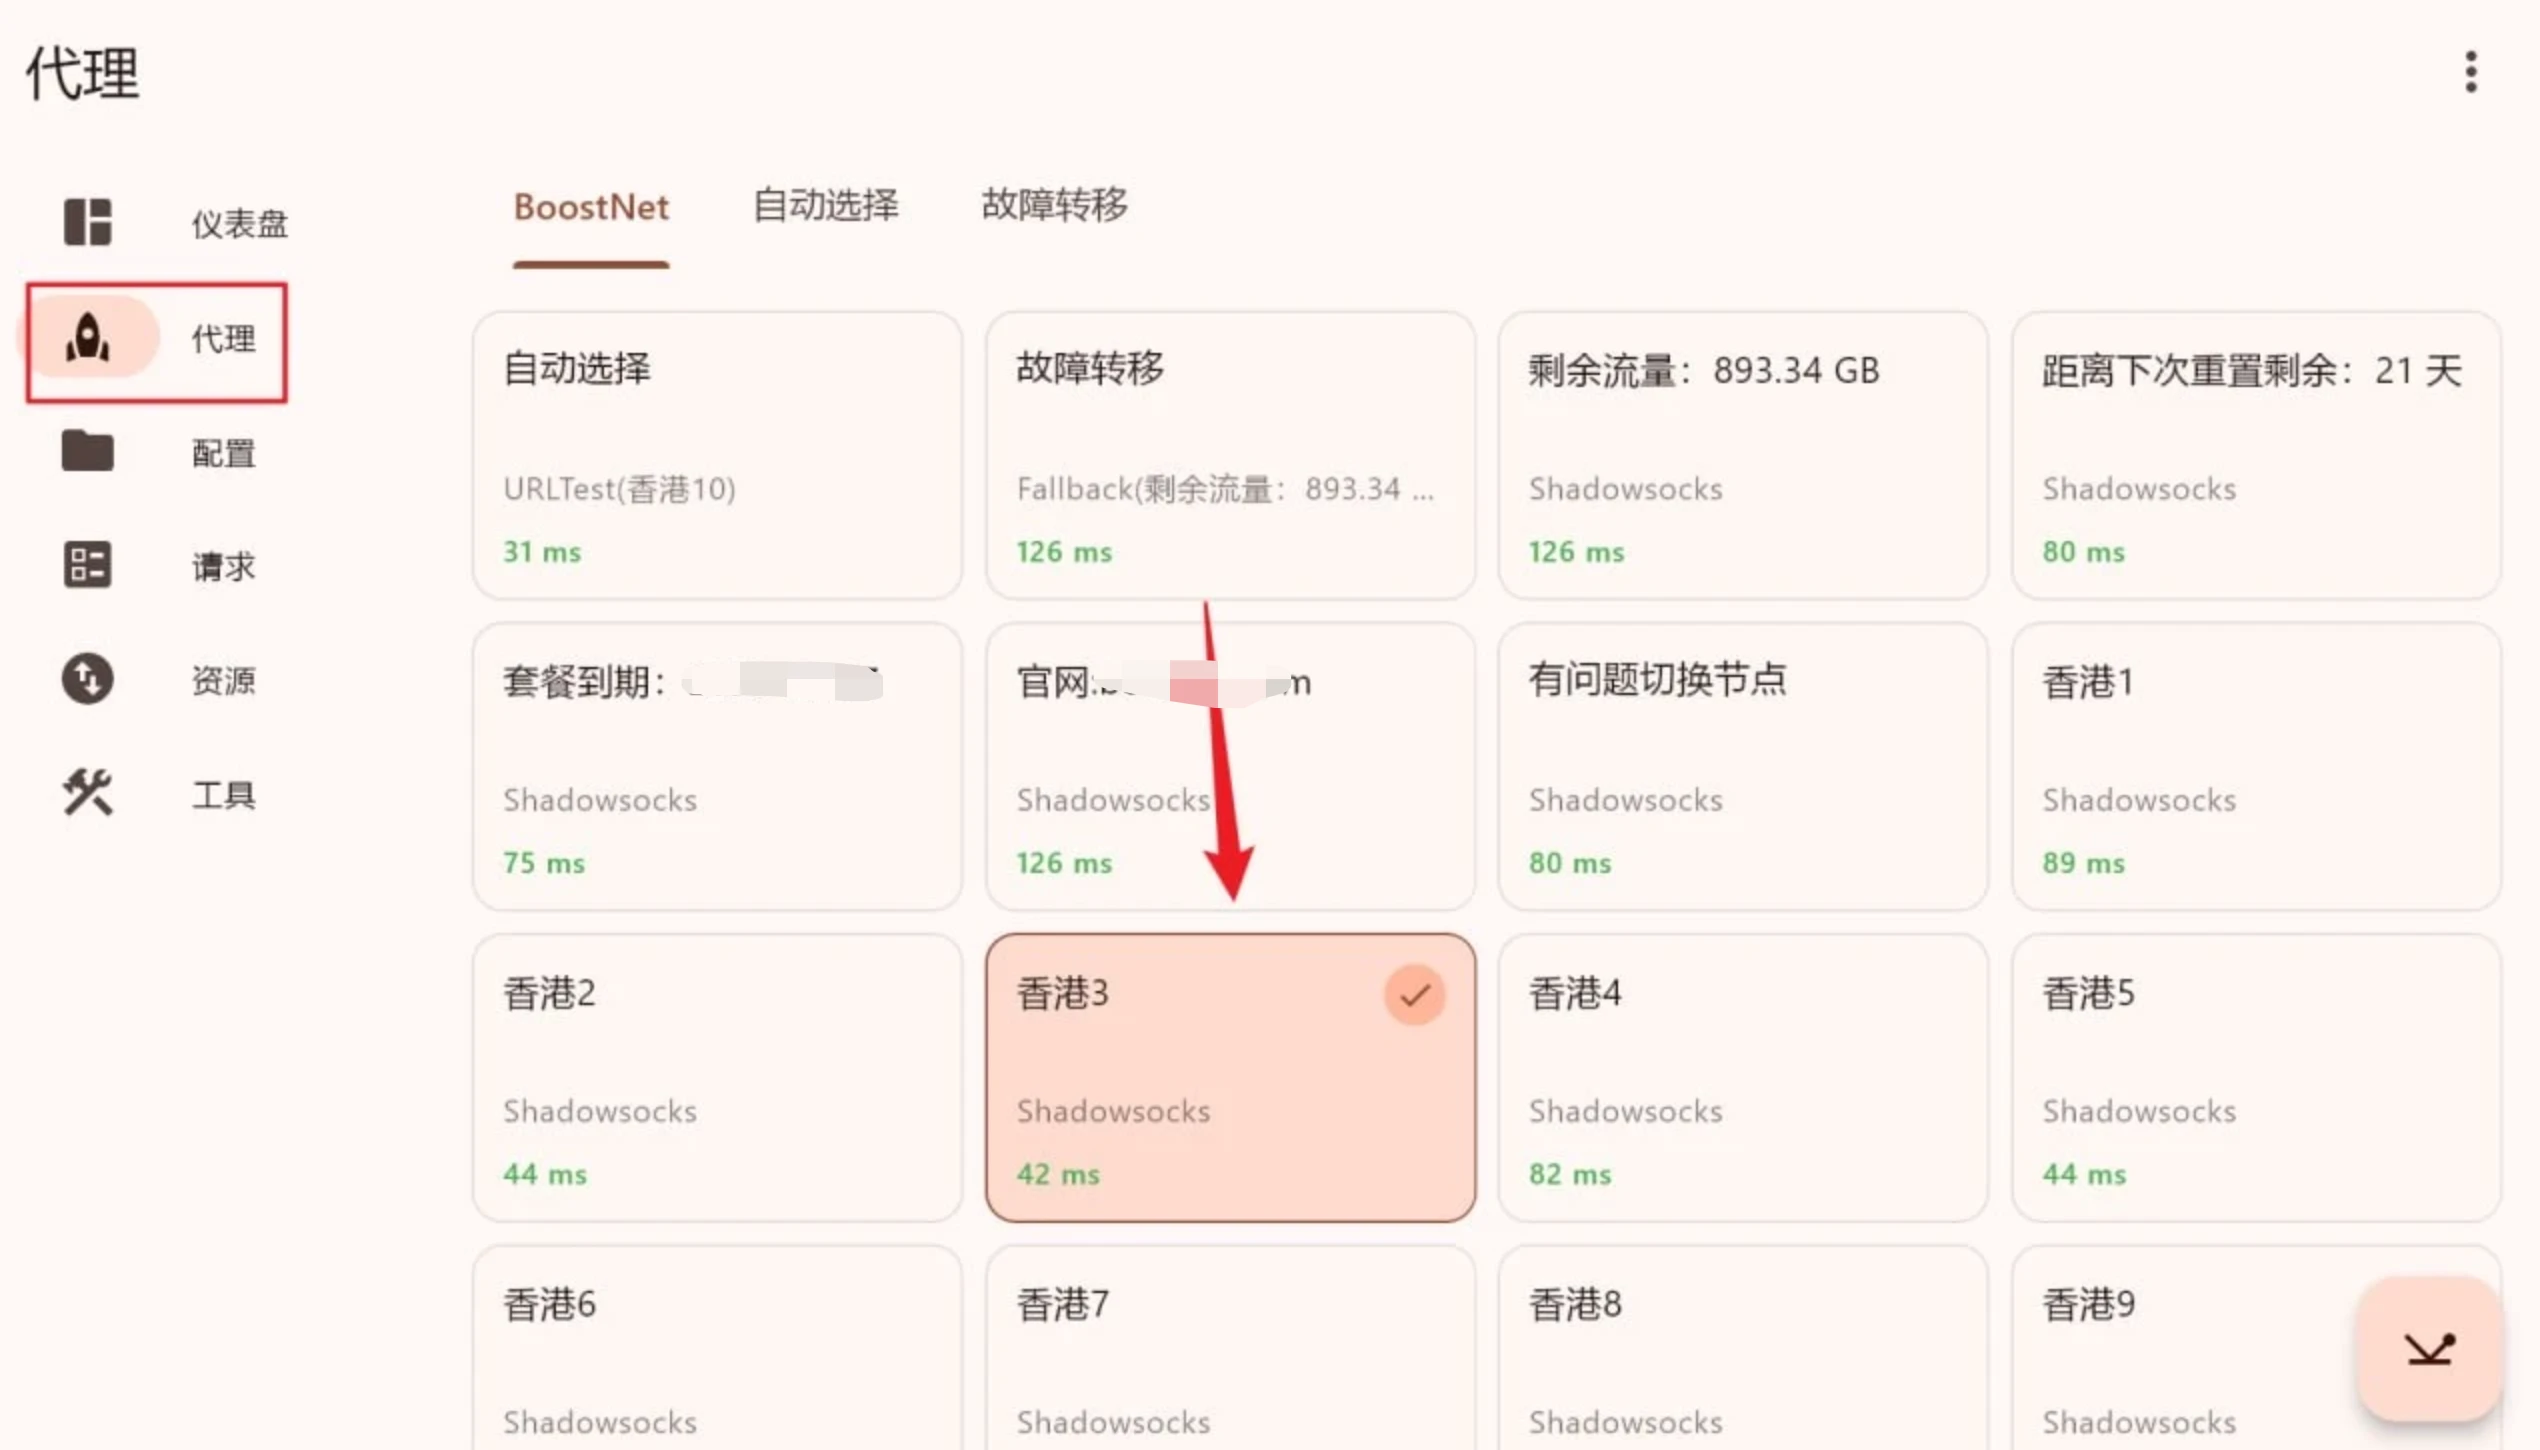 代理
仪表盘
代理
配置
请求
资源
工具
BoostNet 自动选择 故障转移
自动选择
URLTest(香港10)
31 ms
故障转移
Fallback(剩余流量：893.34 ...
126 ms
剩余流量：893.34 GB
Shadowsocks
126 ms
距离下次重置剩余：21 天
Shadowsocks
80 ms
套餐到期：
Shadowsocks
75 ms
官网:
Shadowsocks
126 ms
有问题切换节点
Shadowsocks
80 ms
香港1
Shadowsocks
89 ms
香港2
Shadowsocks
44 ms
香港3
Shadowsocks
42 ms
香港4
Shadowsocks
82 ms
香港5
Shadowsocks
44 ms
香港6
Shadowsocks
香港7
Shadowsocks
香港8
Shadowsocks
香港9
Shadowsocks